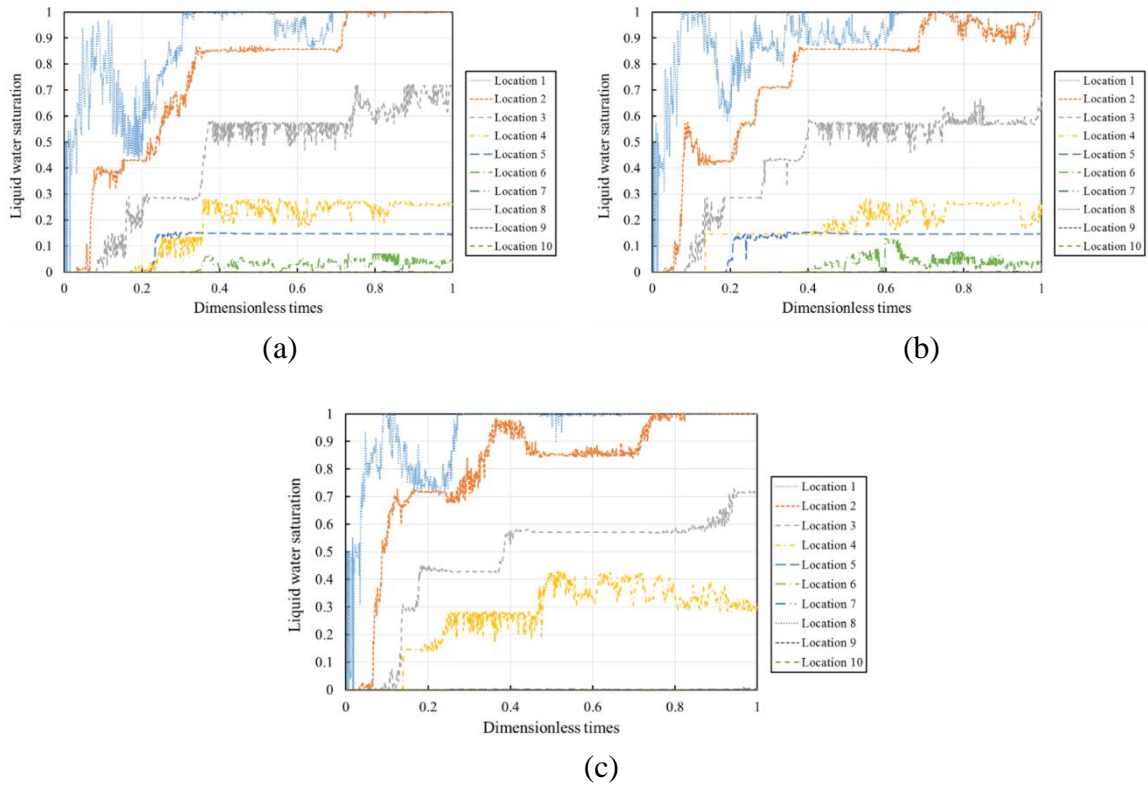 Liquid water saturation
1
0.9
0.8
0.7
0.6
0.5
0.4
0.3
0.2
0.1
0
0 0.2 0.4 0.6 0.8 1
Dimensionless times
Location 1
Location 2
Location 3
Location 4
Location 5
Location 6
Location 7
Location 8
Location 9
Location 10
(a)
Liquid water saturation
1
0.9
0.8
0.7
0.6
0.5
0.4
0.3
0.2
0.1
0
0 0.2 0.4 0.6 0.8 1
Dimensionless times
Location 1
Location 2
Location 3
Location 4
Location 5
Location 6
Location 7
Location 8
Location 9
Location 10
(b)
Liquid water saturation
1
0.9
0.8
0.7
0.6
0.5
0.4
0.3
0.2
0.1
0
0 0.2 0.4 0.6 0.8 1
Dimensionless times
Location 1
Location 2
Location 3
Location 4
Location 5
Location 6
Location 7
Location 8
Location 9
Location 10
(c)